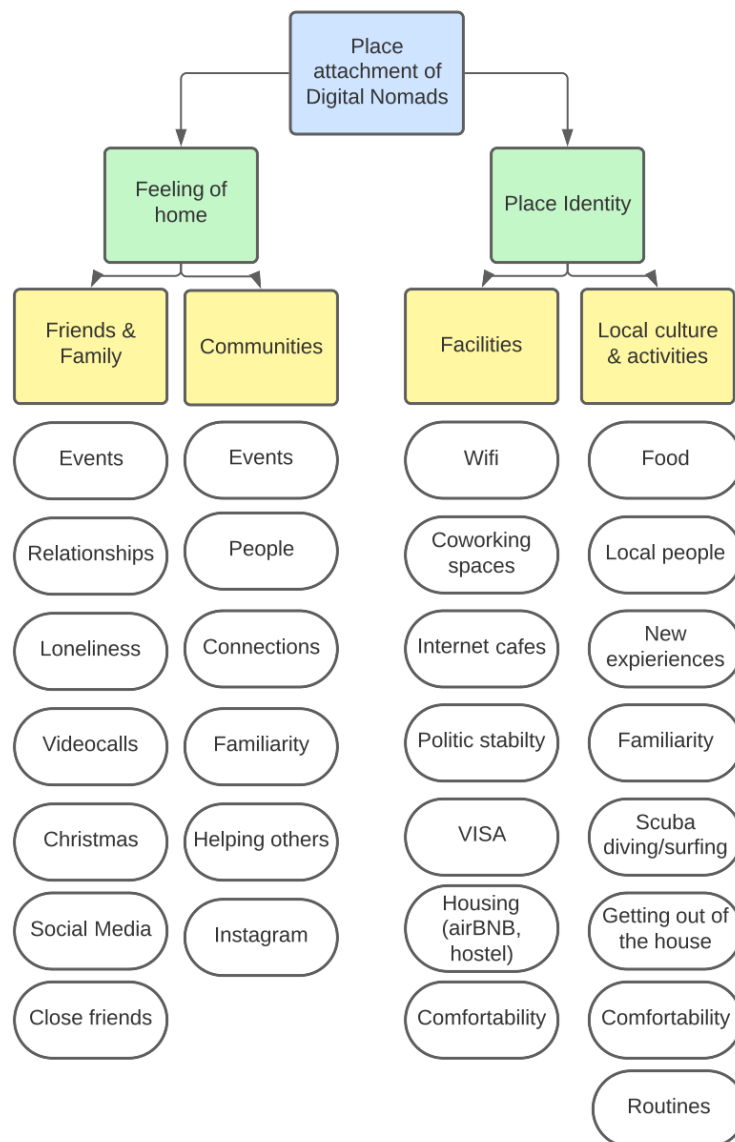 Place
attachment of
Digital Nomads
Feeling of
home
Place Identity
Friends &
Family
Communities
Facilities
Local culture
& activities
Events
Events
Wifi
Food
Relationships
People
Coworking
spaces
Local people
Loneliness
Connections
Internet cafes
New
expieriences
Videocalls
Familiarity
Politic stabilty
Familiarity
Christmas
Helping others
VISA
Scuba
diving/surfing
Social Media
Instagram
Housing
(airBNB,
hostel)
Getting out of
the house
Close friends
Comfortability
Comfortability
Routines